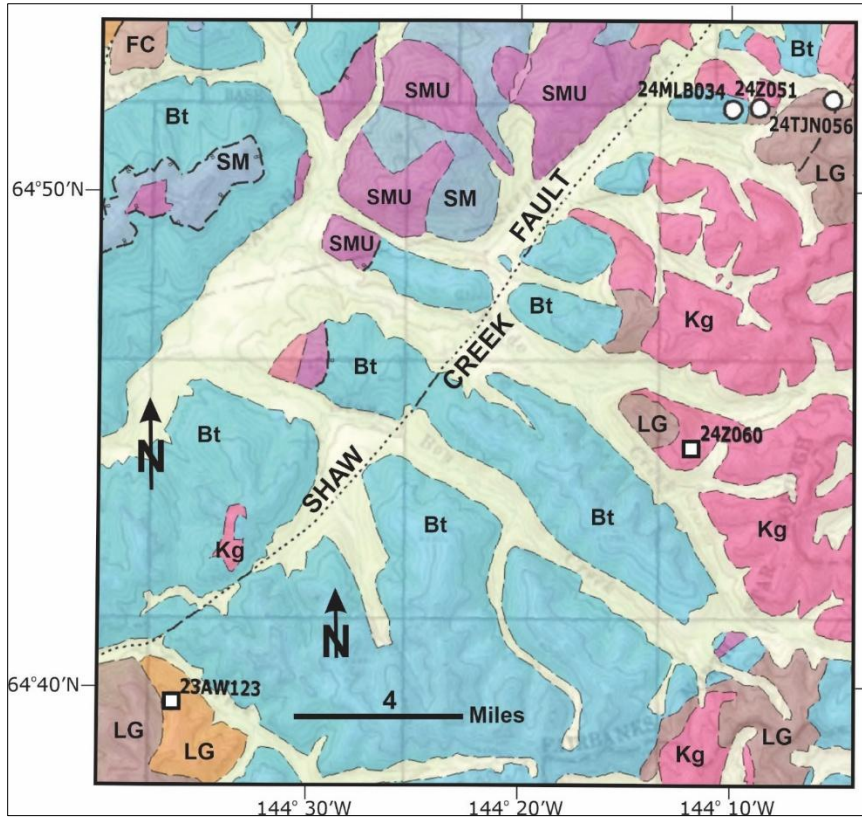 FC
Bt
SMU
SMU
Bt
24MLB034
24Z051
24TJN056
Bt
SM
SMU
SM
LG
64°50'N
SMU
FAULT
Bt
Kg
CREEK
Bt
LG
24Z060
N
Bt
SHAW
Kg
Bt
Bt
Kg
N
64°40'N
23AW123
4
Miles
LG
LG
Kg
LG
FAIRBANKS
144°30'W
144°20'W
144°10'W